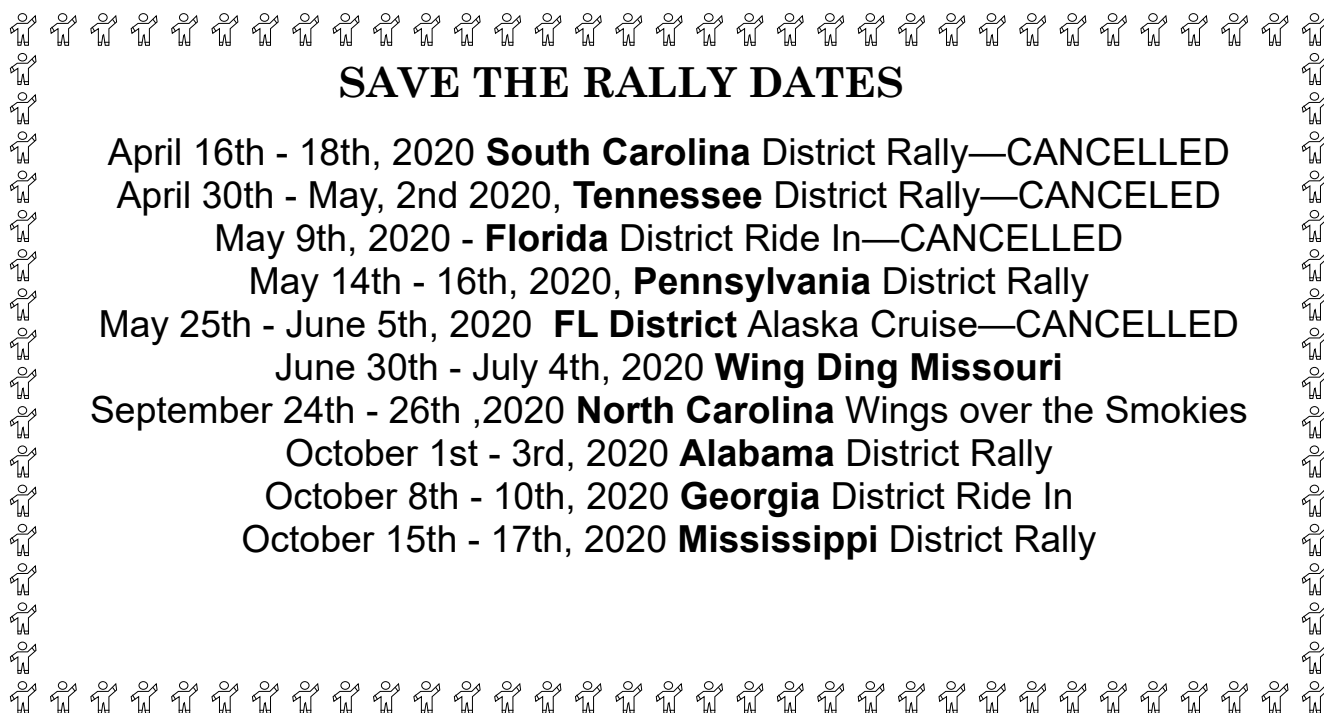 SAVE THE RALLY DATES
April 16th - 18th, 2020 South Carolina District Rally—CANCELLED
April 30th - May, 2nd 2020, Tennessee District Rally—CANCELED
May 9th, 2020 - Florida District Ride In—CANCELLED
May 14th - 16th, 2020, Pennsylvania District Rally
May 25th - June 5th, 2020  FL District Alaska Cruise—CANCELLED
June 30th - July 4th, 2020 Wing Ding Missouri
September 24th - 26th ,2020 North Carolina Wings over the Smokies
October 1st - 3rd, 2020 Alabama District Rally
October 8th - 10th, 2020 Georgia District Ride In
October 15th - 17th, 2020 Mississippi District Rally